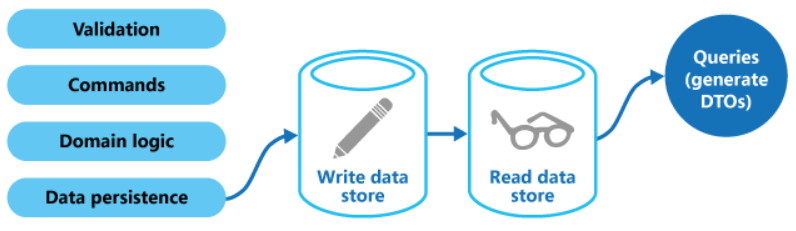 Validation
Commands
Domain logic
Data persistence
Write data
store
Read data
store
Queries
(generate
DTOs)